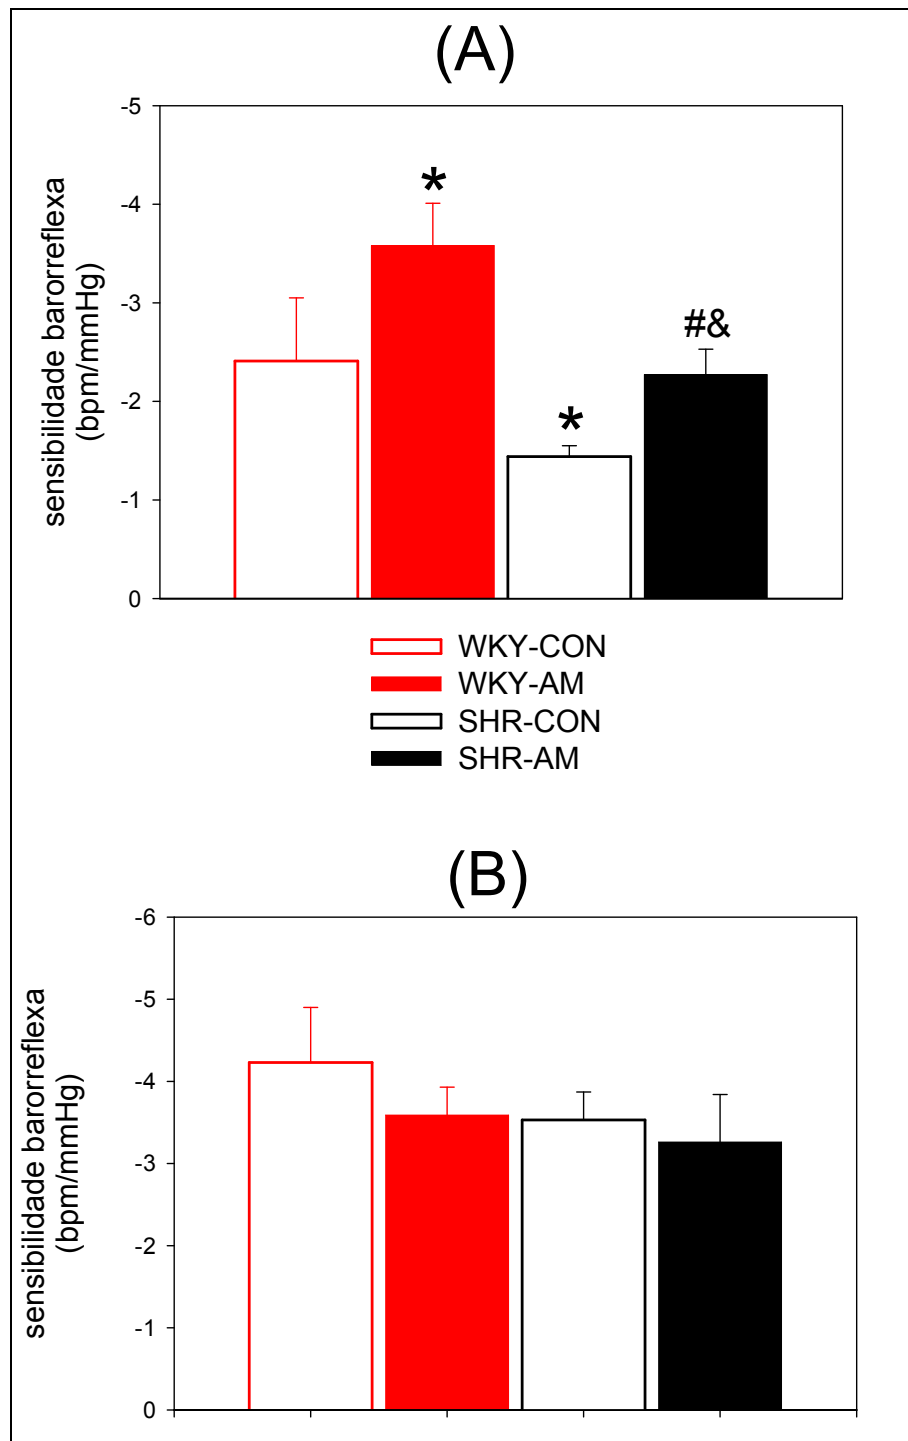 (A)
sensibilidade barorreflexa
(bpm/mmHg)
-5
-4
-3
-2
-1
0
*
*
#&
WKY-CON
WKY-AM
SHR-CON
SHR-AM
(B)
sensibilidade barorreflexa
(bpm/mmHg)
-6
-5
-4
-3
-2
-1
0